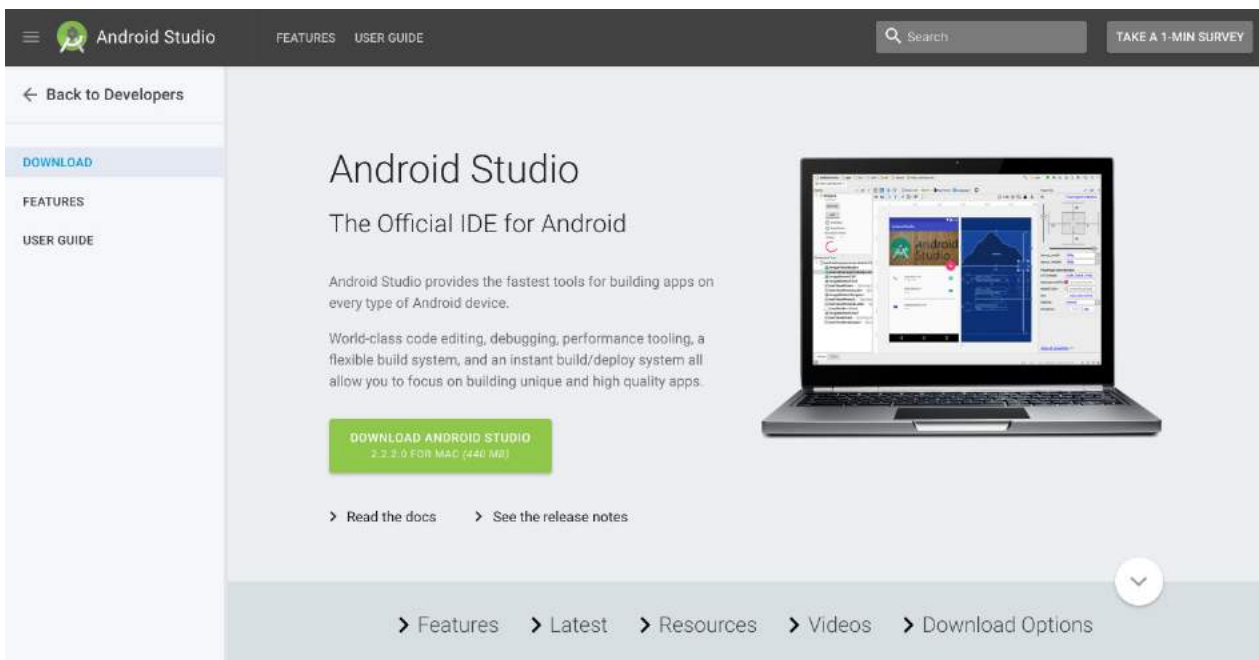 Android Studio
FEATURES USER GUIDE
Search
TAKE A 1-MIN SURVEY
Back to Developers
DOWNLOAD
FEATURES
USER GUIDE
Android Studio
The Official IDE for Android
Android Studio provides the fastest tools for building apps on
every type of Android device.
World-class code editing, debugging, performance tooling, a
flexible build system, and an instant build/deploy system all
allow you to focus on building unique and high quality apps.
DOWNLOAD ANDROID STUDIO
2.2.2.0 FOR MAC (440 MB)
Read the docs
See the release notes
Android
Studio
Features
Latest
Resources
Videos
Download Options